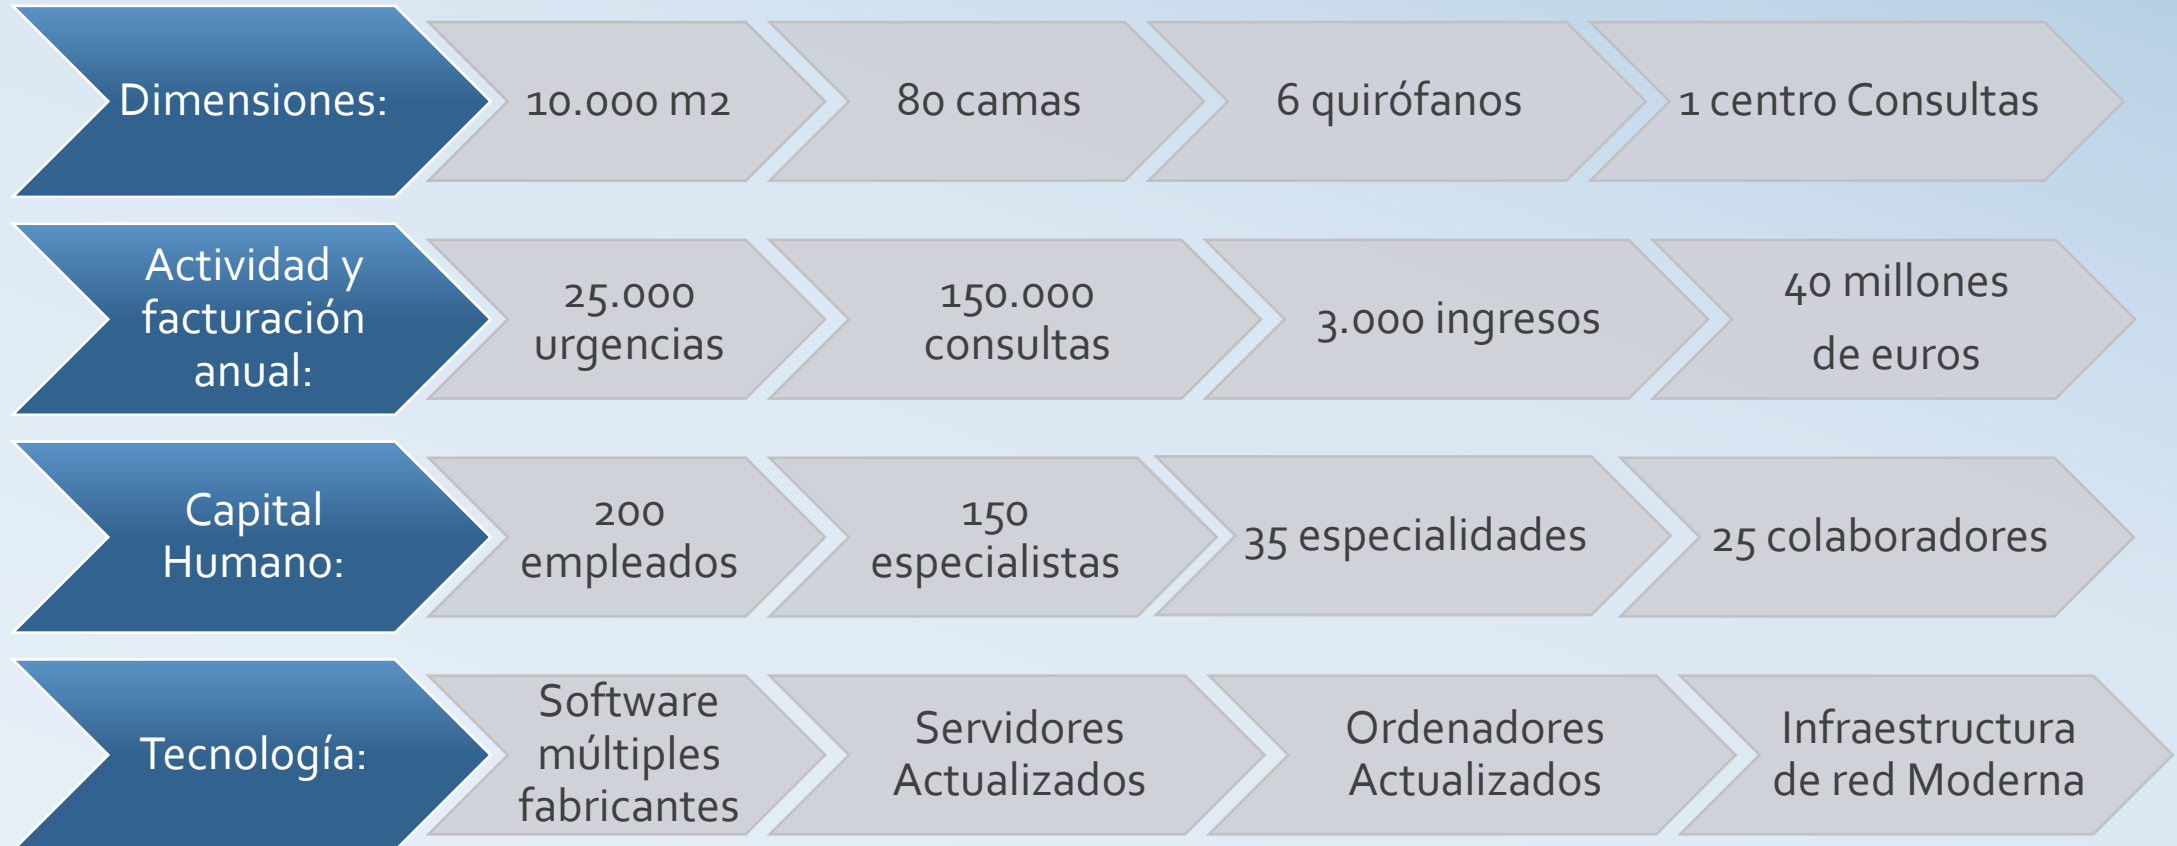 Dimensiones:
10.000 m2
80 camas
6 quirófanos
1 centro Consultas
Actividad y
facturación
anual:
25.000
urgencias
150.000
consultas
3.000 ingresos
40 millones
de euros
Capital
Humano:
200
empleados
150
especialistas
35 especialidades
25 colaboradores
Tecnología:
Software
múltiples
fabricantes
Servidores
Actualizados
Ordenadores
Actualizados
Infraestructura
de red Moderna